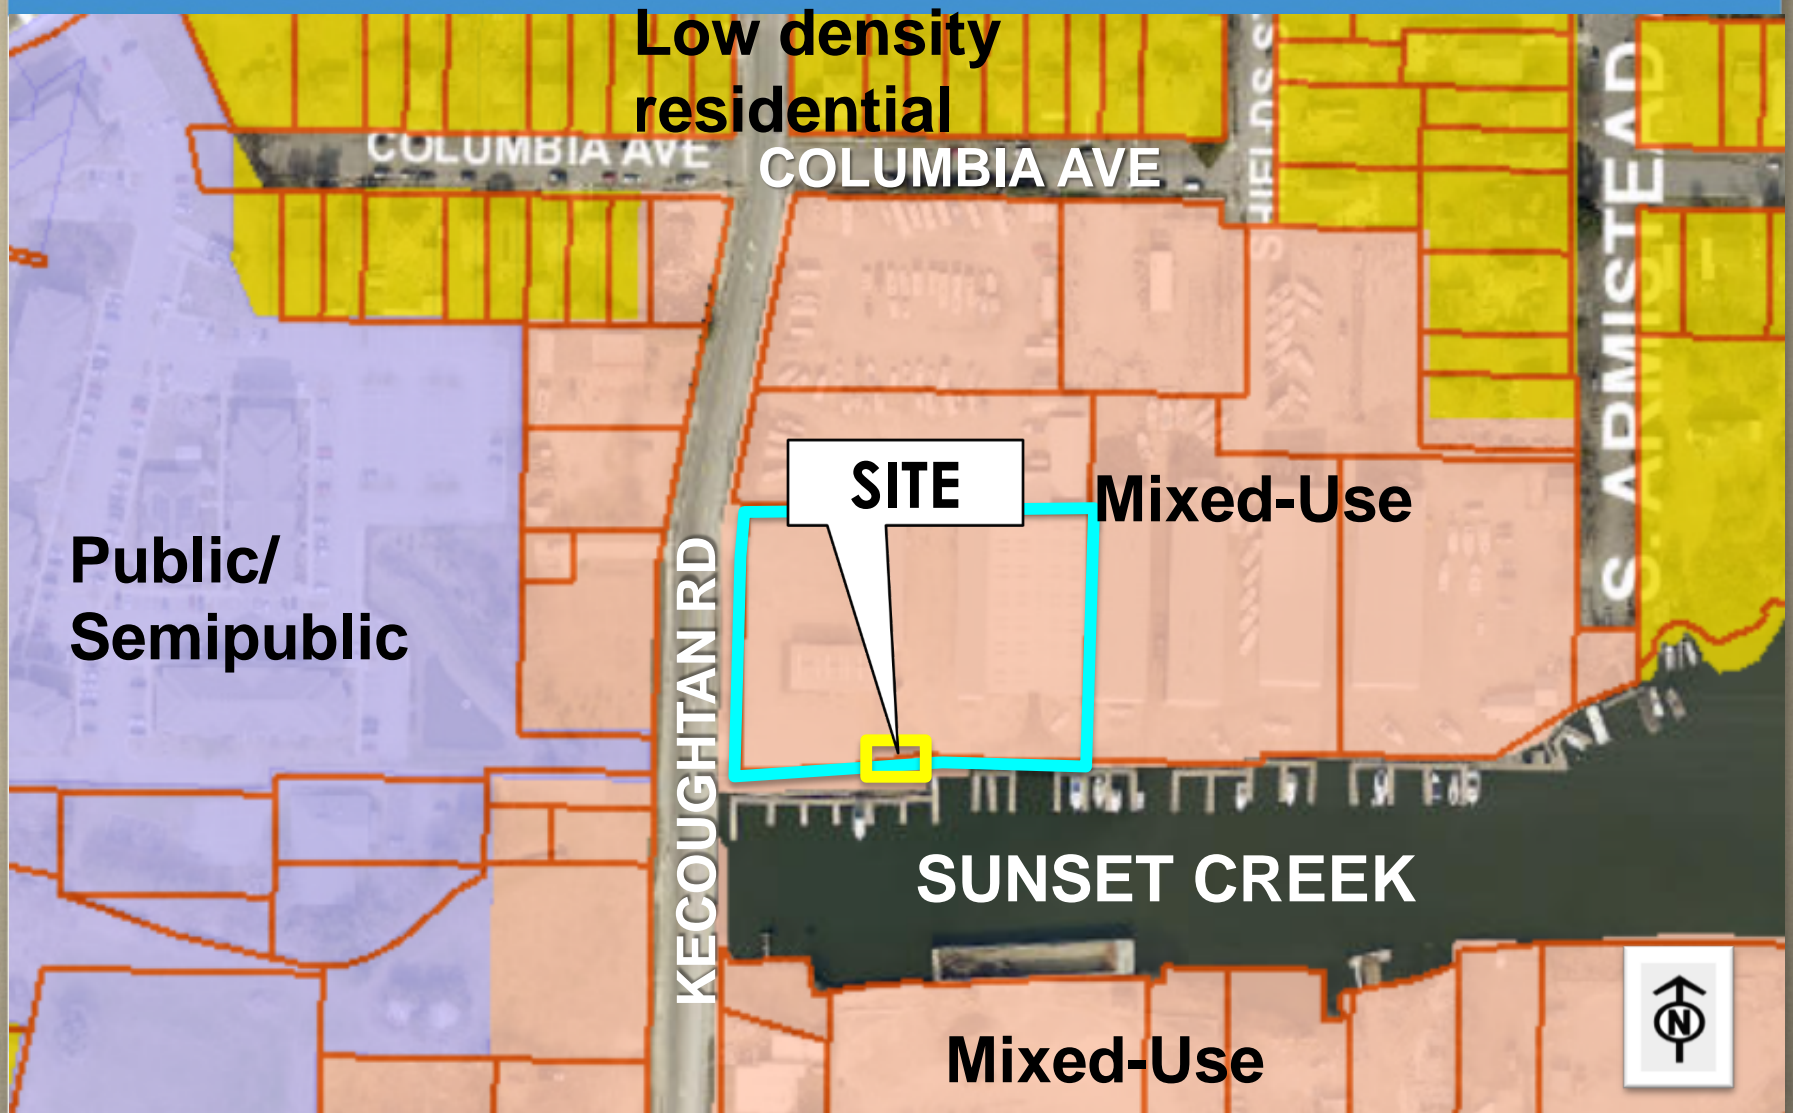 Low density
residential
COLUMBIA AVE
COLUMBIA AVE
S
SHIELDS S
S. ARMISTEAD
SITE
Mixed-Use
Public/
Semipublic
KECOUGHTAN RD
SUNSET CREEK
Mixed-Use
N